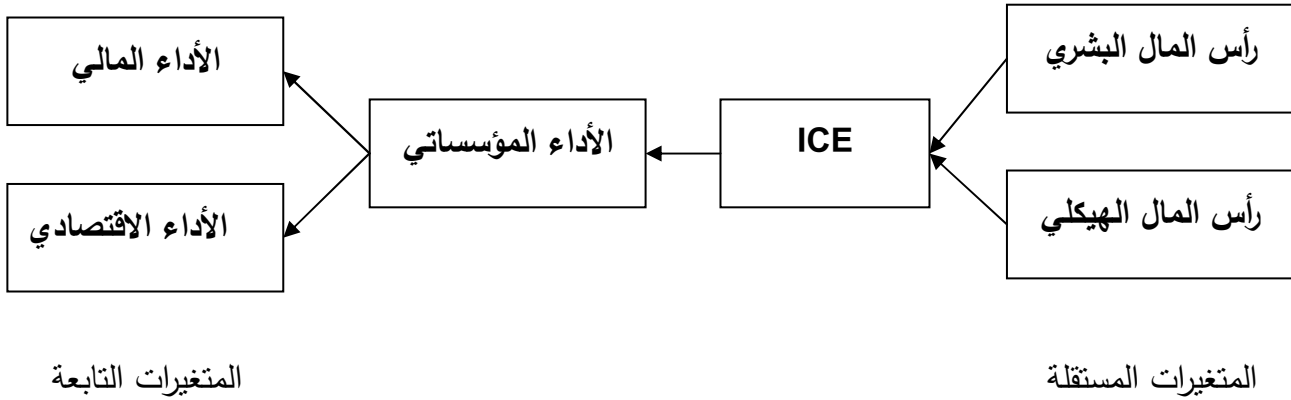 رأس المال البشري
الأداء المالي
ICE
الأداء المؤسساتي
رأس المال الهيكلي
الأداء الاقتصادي
المتغيرات المستقلة
المتغيرات التابعة